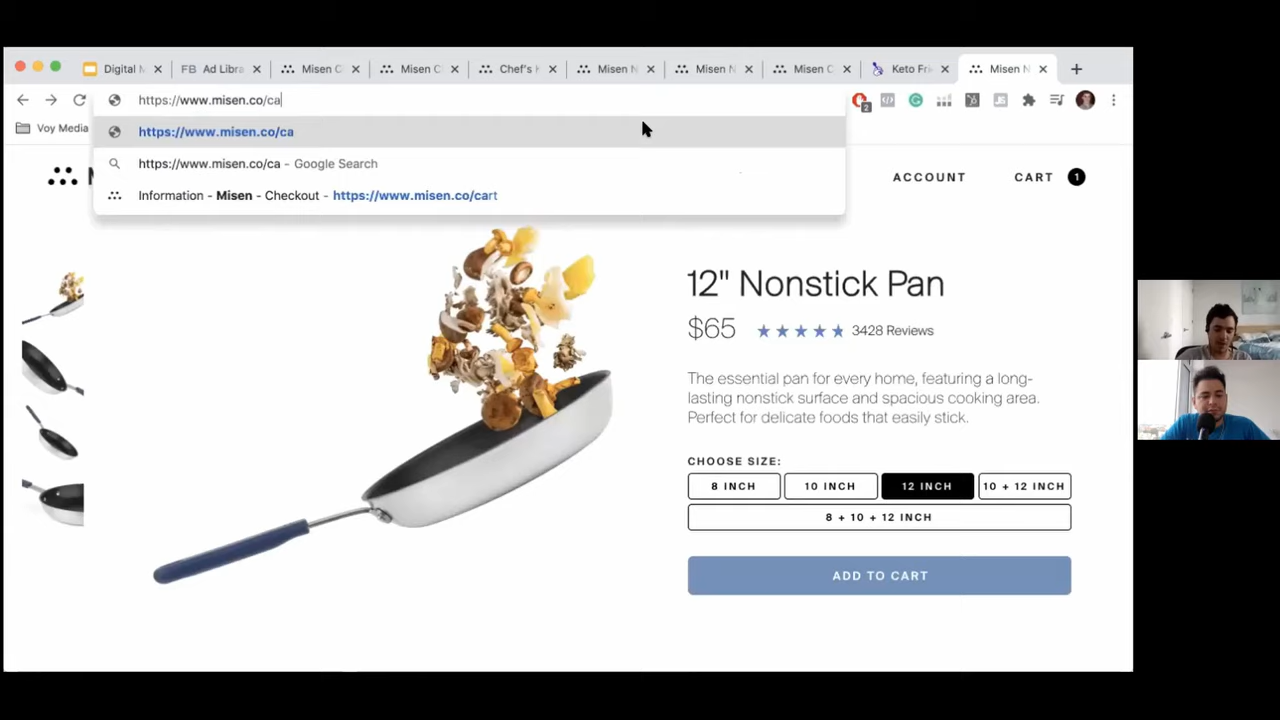 Digital M
FB Ad Libra
Misen C
Misen C
Chef's K
Misen N
Misen N
Misen C
Keto Frie
Misen N
https://www.misen.co/ca
2
Voy Media
https://www.misen.co/ca
https://www.misen.co/ca - Google Search
Information - Misen - Checkout - https://www.misen.co/cart
ACCOUNT
CART 1
12" Nonstick Pan
$65
3428 Reviews
The essential pan for every home, featuring a long-
lasting nonstick surface and spacious cooking area.
Perfect for delicate foods that easily stick.
CHOOSE SIZE:
8 INCH
10 INCH
12 INCH
10 + 12 INCH
8 + 10 + 12 INCH
ADD TO CART